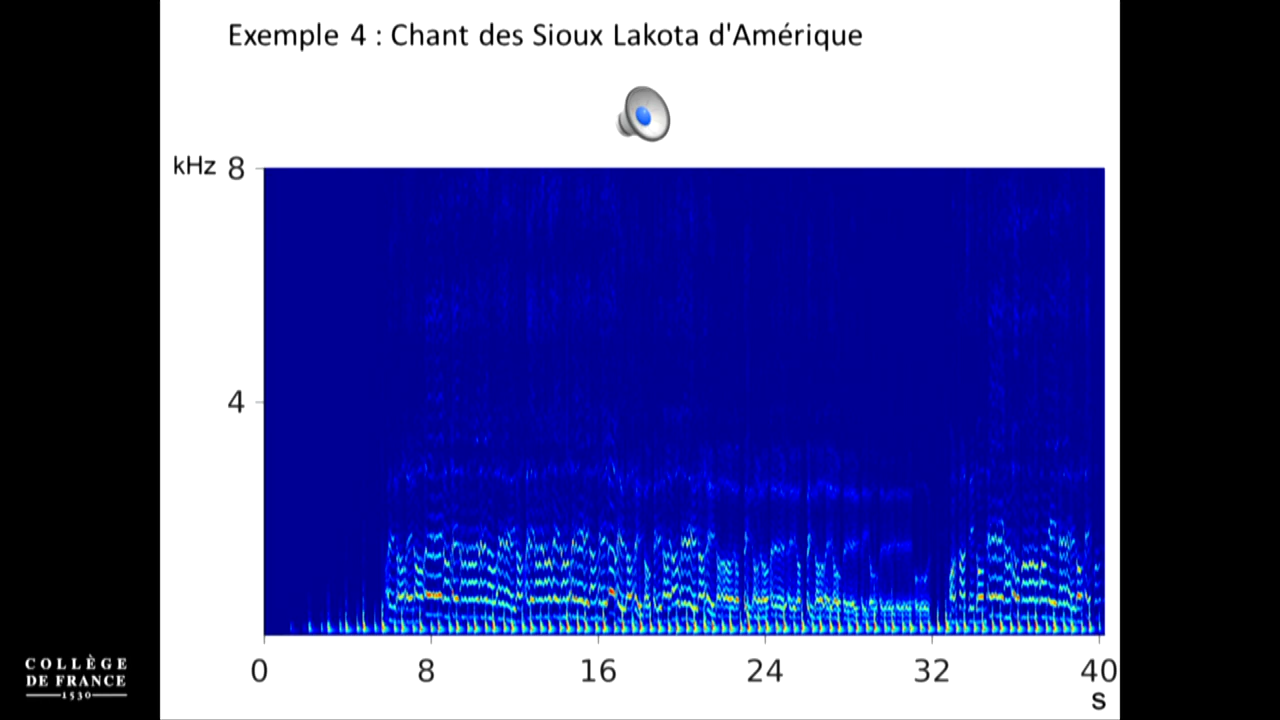 Exemple 4 : Chant des Sioux Lakota d'Amérique
kHz 8
4
0 8 16 24 32 40
s
COLLÈGE
DE FRANCE
1530